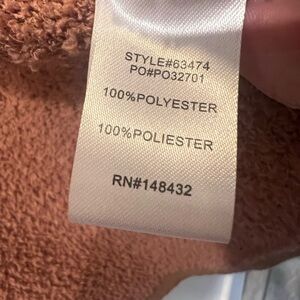 STYLE#63474
PO#PO32701
100%POLYESTER
100%POLIESTER
RN#148432